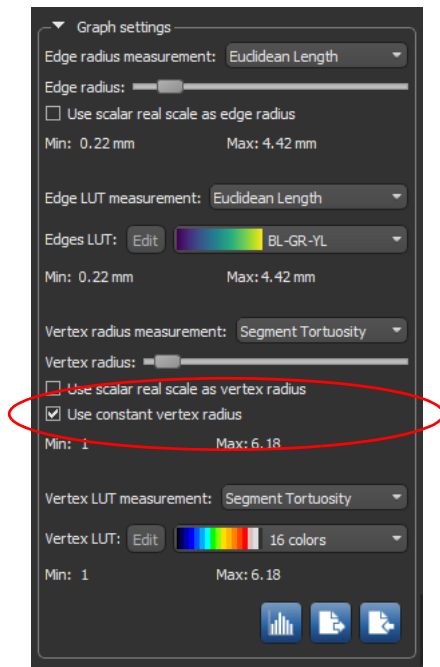 Graph settings
Edge radius measurement: Euclidean Length
Edge radius:
Use scalar real scale as edge radius
Min: 0.22 mm Max: 4.42 mm
Edge LUT measurement: Euclidean Length
Edges LUT: Edit BL-GR-YL
Min: 0.22 mm Max: 4.42 mm
Vertex radius measurement: Segment Tortuosity
Vertex radius:
Use scalar real scale as vertex radius
Use constant vertex radius
Min: 1 Max: 6.18
Vertex LUT measurement: Segment Tortuosity
Vertex LUT: Edit 16 colors
Min: 1 Max: 6.18